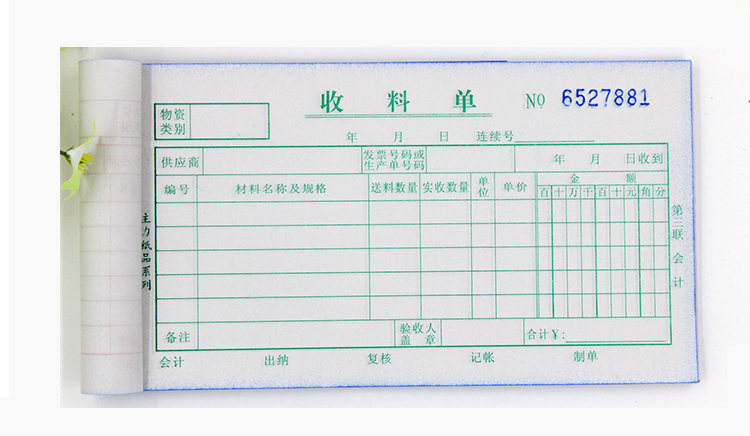 收 料 单 NO 6527881
物资
类别
年 月 日 连续号
供应商 发票号码或
生产单号码 年 月 日收到
编号 材料名称及规格 送料数量 实收数量 单位 单价 金 额
百 十 万 千 百 十 元 角 分
备注 验收人
盖 章 合计¥:
会计 出纳 复核 记帐 制单
第三联 会计
主力纸品系列